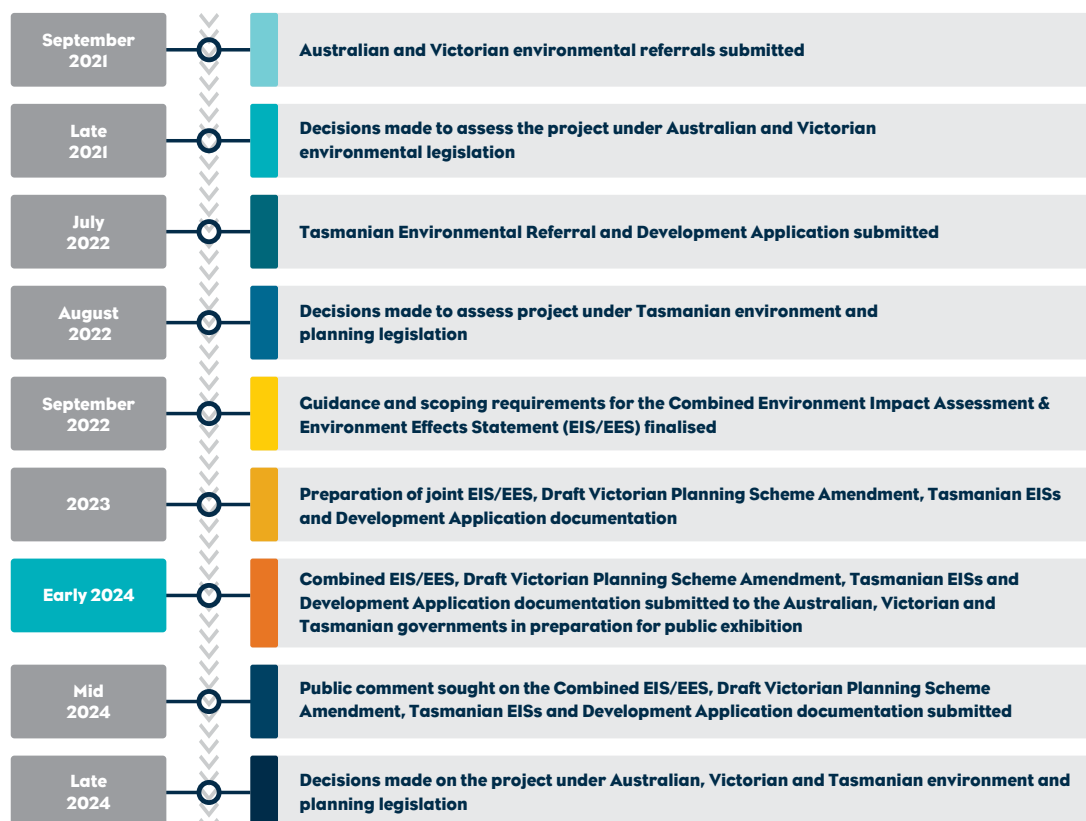 September
2021
Australian and Victorian environmental referrals submitted
Late
2021
Decisions made to assess the project under Australian and Victorian
environmental legislation
July
2022
Tasmanian Environmental Referral and Development Application submitted
August
2022
Decisions made to assess project under Tasmanian environment and
planning legislation
September
2022
Guidance and scoping requirements for the Combined Environment Impact Assessment &
Environment Effects Statement (EIS/EES) finalised
2023
Preparation of joint EIS/EES, Draft Victorian Planning Scheme Amendment, Tasmanian EISs
and Development Application documentation
Early 2024
Combined EIS/EES, Draft Victorian Planning Scheme Amendment, Tasmanian EISs and
Development Application documentation submitted to the Australian, Victorian and
Tasmanian governments in preparation for public exhibition
Mid
2024
Public comment sought on the Combined EIS/EES, Draft Victorian Planning Scheme
Amendment, Tasmanian EISs and Development Application documentation submitted
Late
2024
Decisions made on the project under Australian, Victorian and Tasmanian environment and
planning legislation